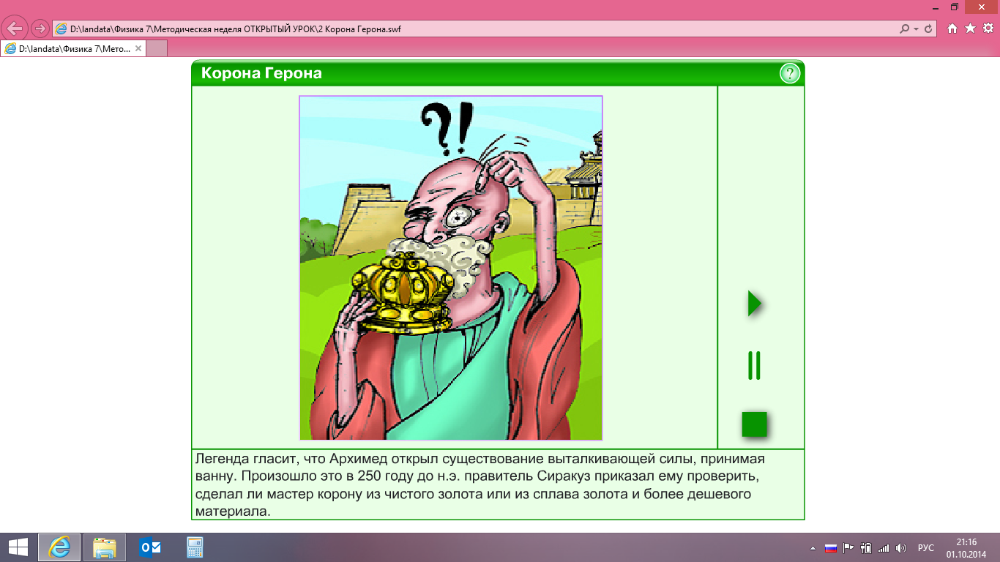 D:\landata\Физика 7\Методическая неделя ОТКРЫТЫЙ УРОК\2 Корона Герона.swf
D:\landata\Физика 7\Мето...
Корона Герона
?
?!
Легенда гласит, что Архимед открыл существование выталкивающей силы, принимая
ванну. Произошло это в 250 году до н.э. правитель Сиракуз приказал ему проверить,
сделал ли мастер корону из чистого золота или из сплава золота и более дешевого
материала.
РУС
21:16
01.10.2014